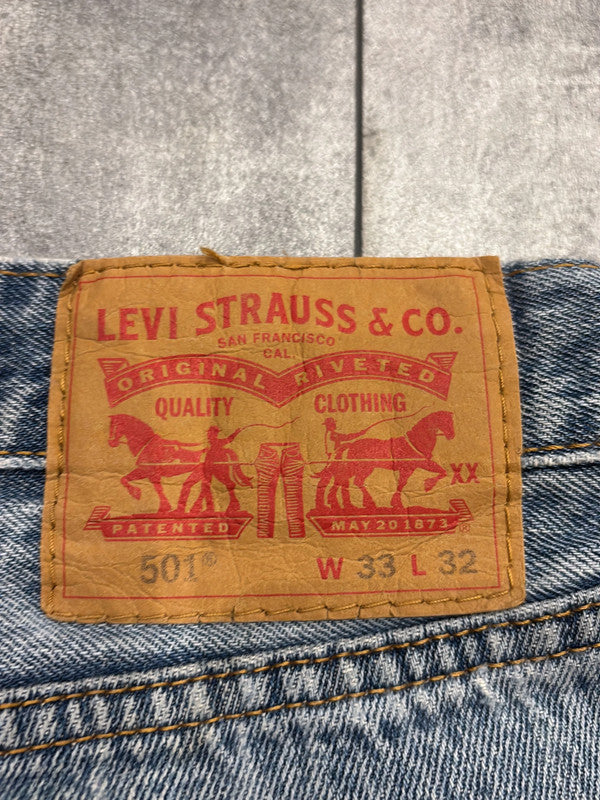 LEVI STRAUSS & CO.
SAN FRANCISCO
CAL.
ORIGINAL RIVETED
QUALITY CLOTHING
XX
PATENTED MAY 20 1873 ®
501® W 33 L 32